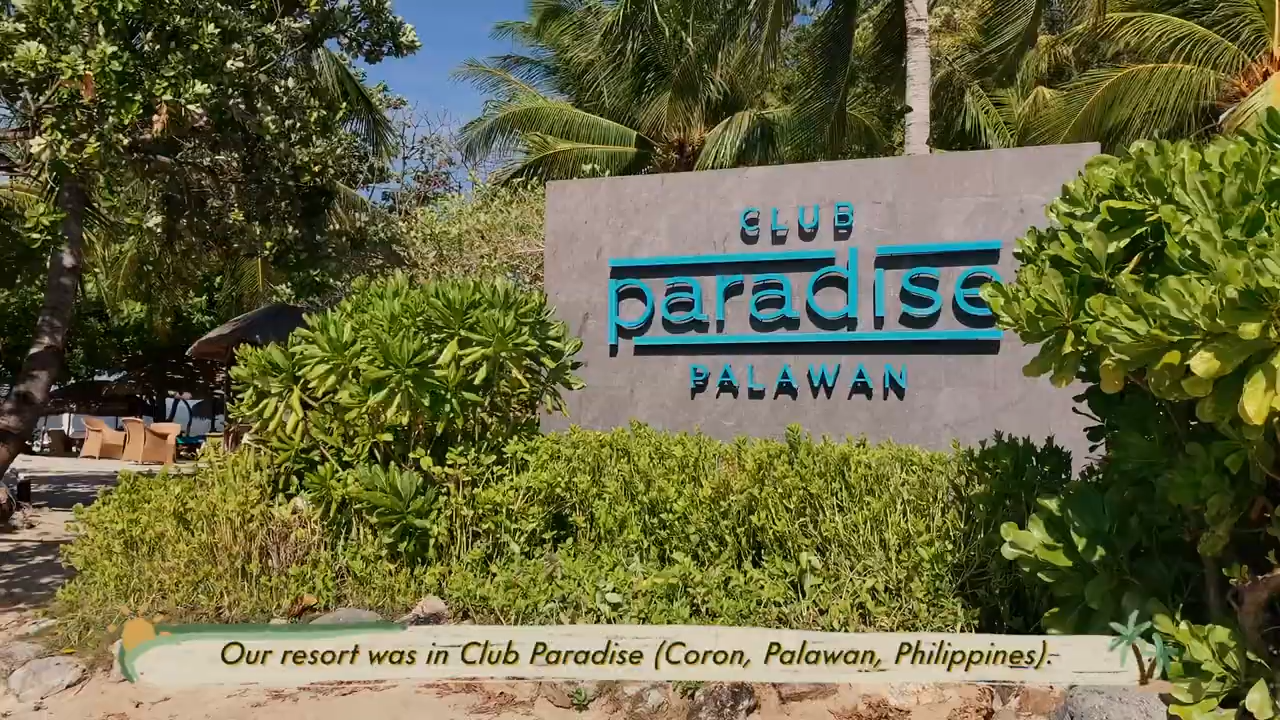 CLUB
paradise
PALAWAN
Our resort was in Club Paradise (Coron, Palawan, Philippines).